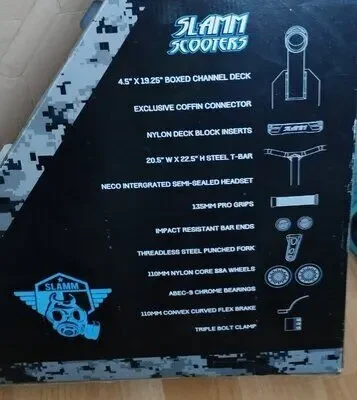 SLAMM
SCOOTERS
4.5" X 19.25" BOXED CHANNEL DECK
EXCLUSIVE COFFIN CONNECTOR
NYLON DECK BLOCK INSERTS
SLAMM
20.5" W X 22.5" H STEEL T-BAR
NECO INTERGRATED SEMI-SEALED HEADSET
135MM PRO GRIPS
IMPACT RESISTANT BAR ENDS
THREADLESS STEEL PUNCHED FORK
110MM NYLON CORE 88A WHEELS
ABEC-9 CHROME BEARINGS
110MM CONVEX CURVED FLEX BRAKE
TRIPLE BOLT CLAMP
SLAMM